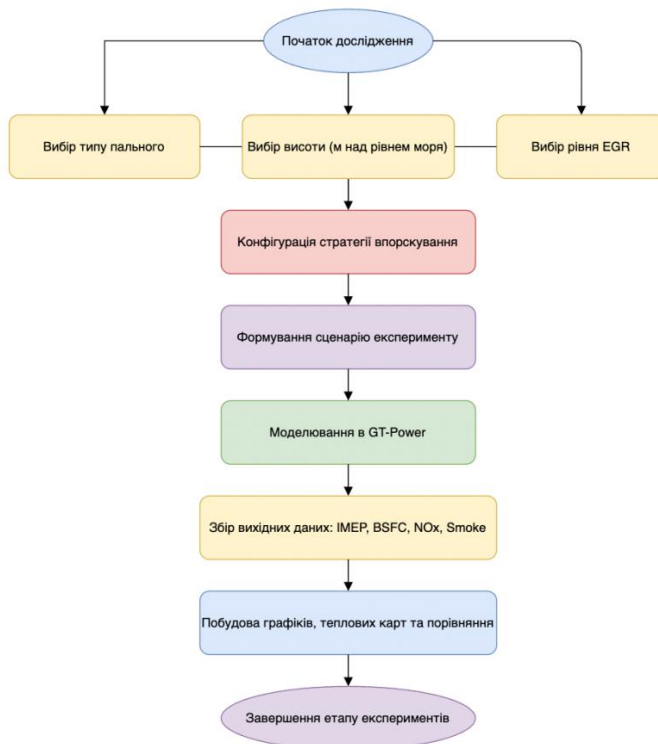 Початок дослідження
Вибір типу пального
Вибір висоти (м над рівнем моря)
Вибір рівня EGR
Конфігурація стратегії впорскування
Формування сценарію експерименту
Моделювання в GT-Power
Збір вихідних даних: IMEP, BSFC, NOx, Smoke
Побудова графіків, теплових карт та порівняння
Завершення етапу експериментів